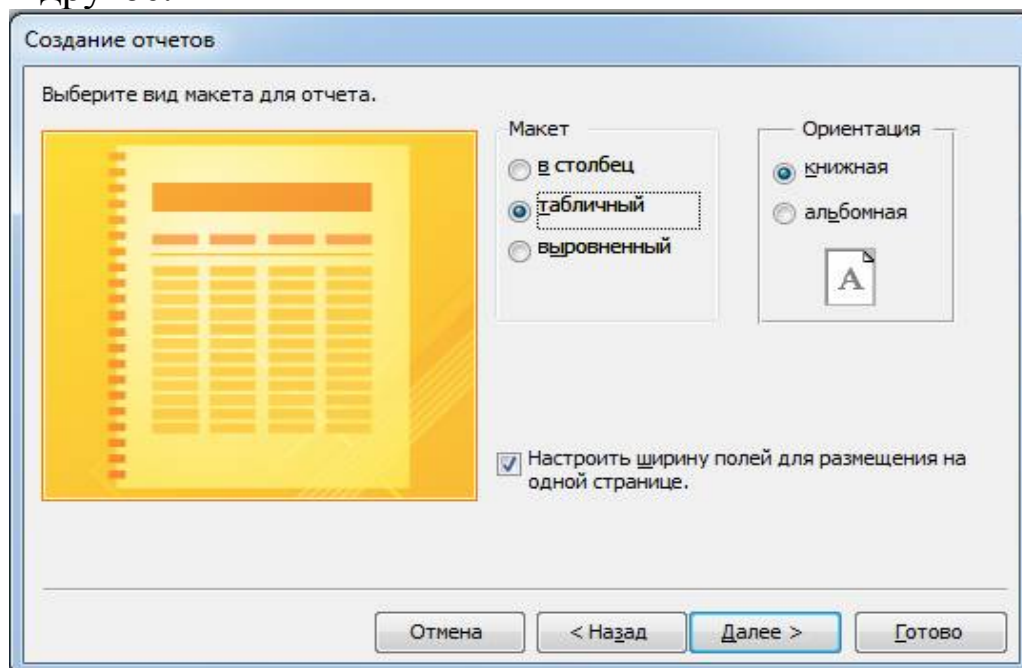 Создание отчетов
Выберите вид макета для отчета.
Макет
в столбец
табличный
выровненный
Ориентация
книжная
альбомная
A
Настроить ширину полей для размещения на
одной странице.
Отмена
< Назад
Далее >
Готово